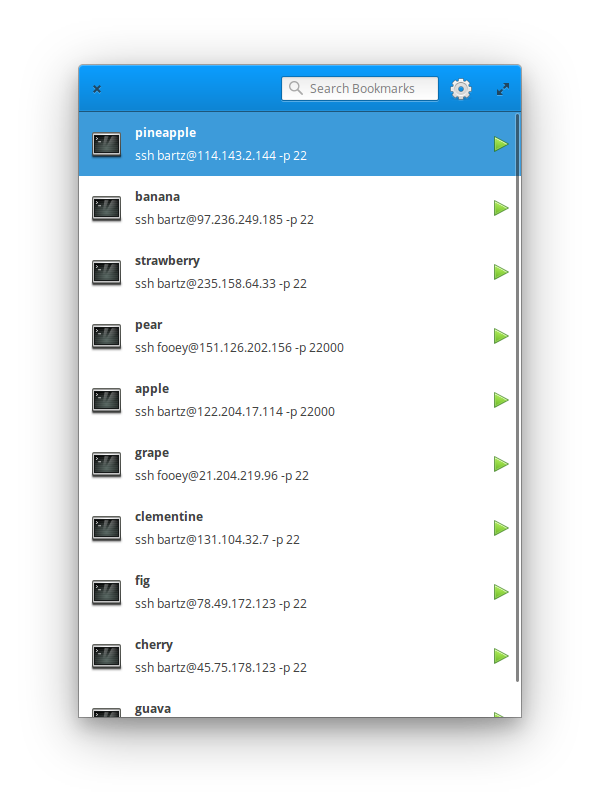 Search Bookmarks
pineapple
ssh bartz@114.143.2.144 -p 22
banana
ssh bartz@97.236.249.185 -p 22
strawberry
ssh bartz@235.158.64.33 -p 22
pear
ssh fooey@151.126.202.156 -p 22000
apple
ssh bartz@122.204.17.114 -p 22000
grape
ssh fooey@21.204.219.96 -p 22
clementine
ssh bartz@131.104.32.7 -p 22
fig
ssh bartz@78.49.172.123 -p 22
cherry
ssh bartz@45.75.178.123 -p 22
guava